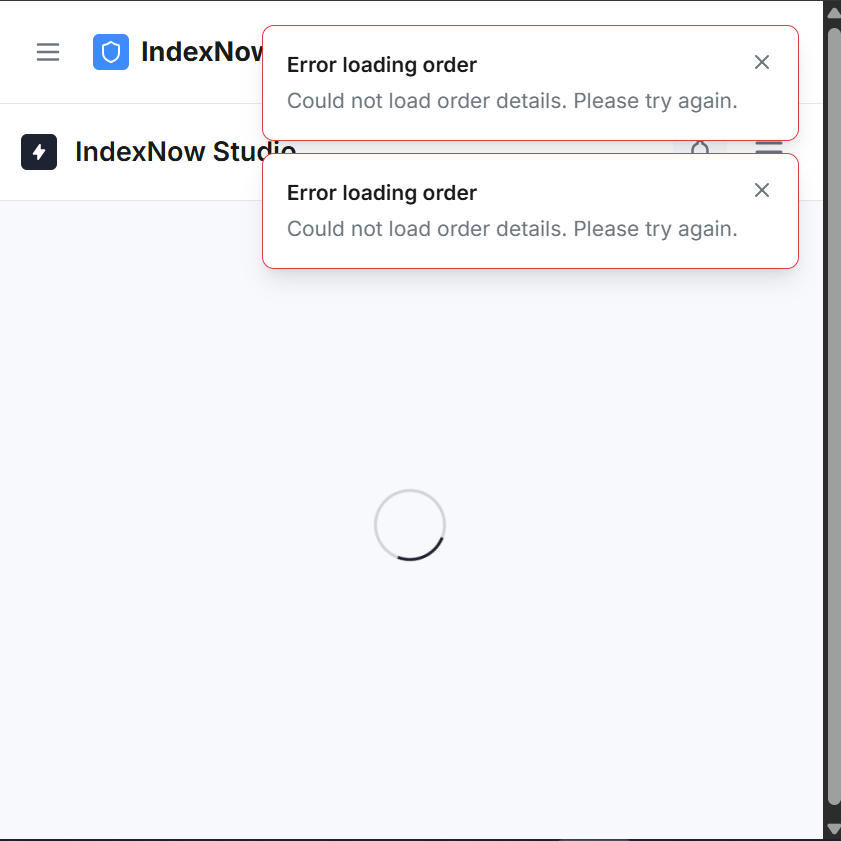 IndexNow
Error loading order
Could not load order details. Please try again.
IndexNow Studio
Error loading order
Could not load order details. Please try again.